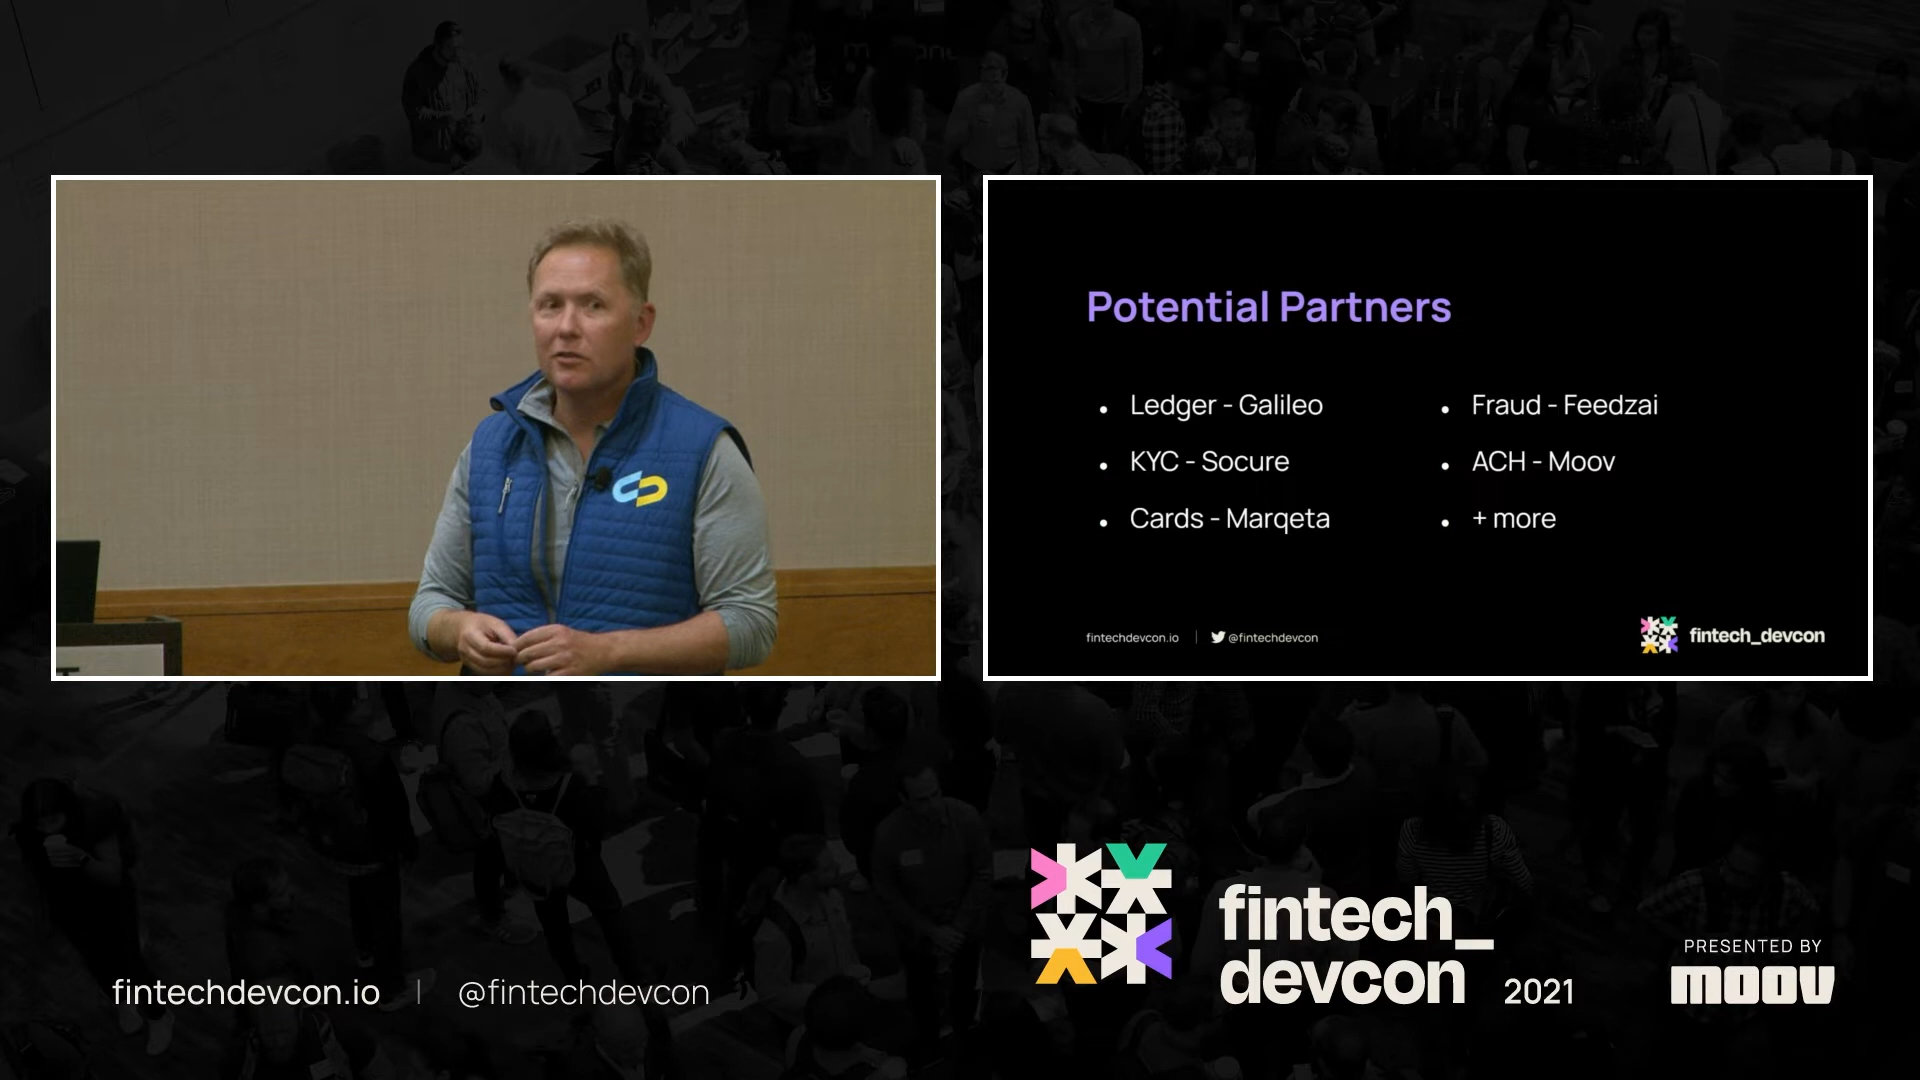 Potential Partners
Ledger - Galileo
KYC - Socure
Cards - Marqeta
Fraud - Feedzai
ACH - Moov
+ more
fintechdevcon.io | @fintechdevcon
fintech_devcon
fintechdevcon.io | @fintechdevcon
fintech_
devcon 2021
PRESENTED BY
moov